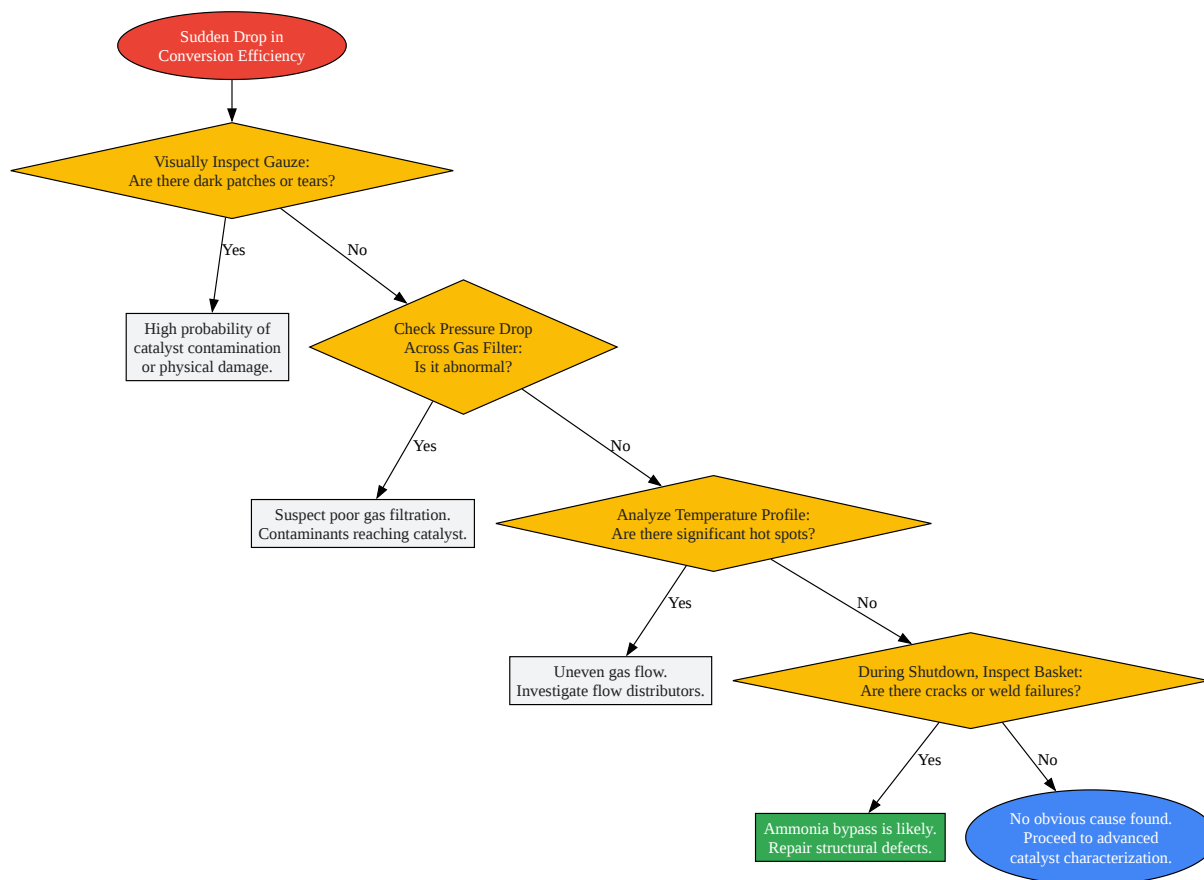 Sudden Drop in
Conversion Efficiency
Visually Inspect Gauze:
Are there dark patches or tears?
Yes
No
High probability of
catalyst contamination
or physical damage.
Check Pressure Drop
Across Gas Filter:
Is it abnormal?
Yes
No
Suspect poor gas filtration.
Contaminants reaching catalyst.
Analyze Temperature Profile:
Are there significant hot spots?
Yes
No
Uneven gas flow.
Investigate flow distributors.
During Shutdown, Inspect Basket:
Are there cracks or weld failures?
Yes
No
Ammonia bypass is likely.
Repair structural defects.
No obvious cause found.
Proceed to advanced
catalyst characterization.